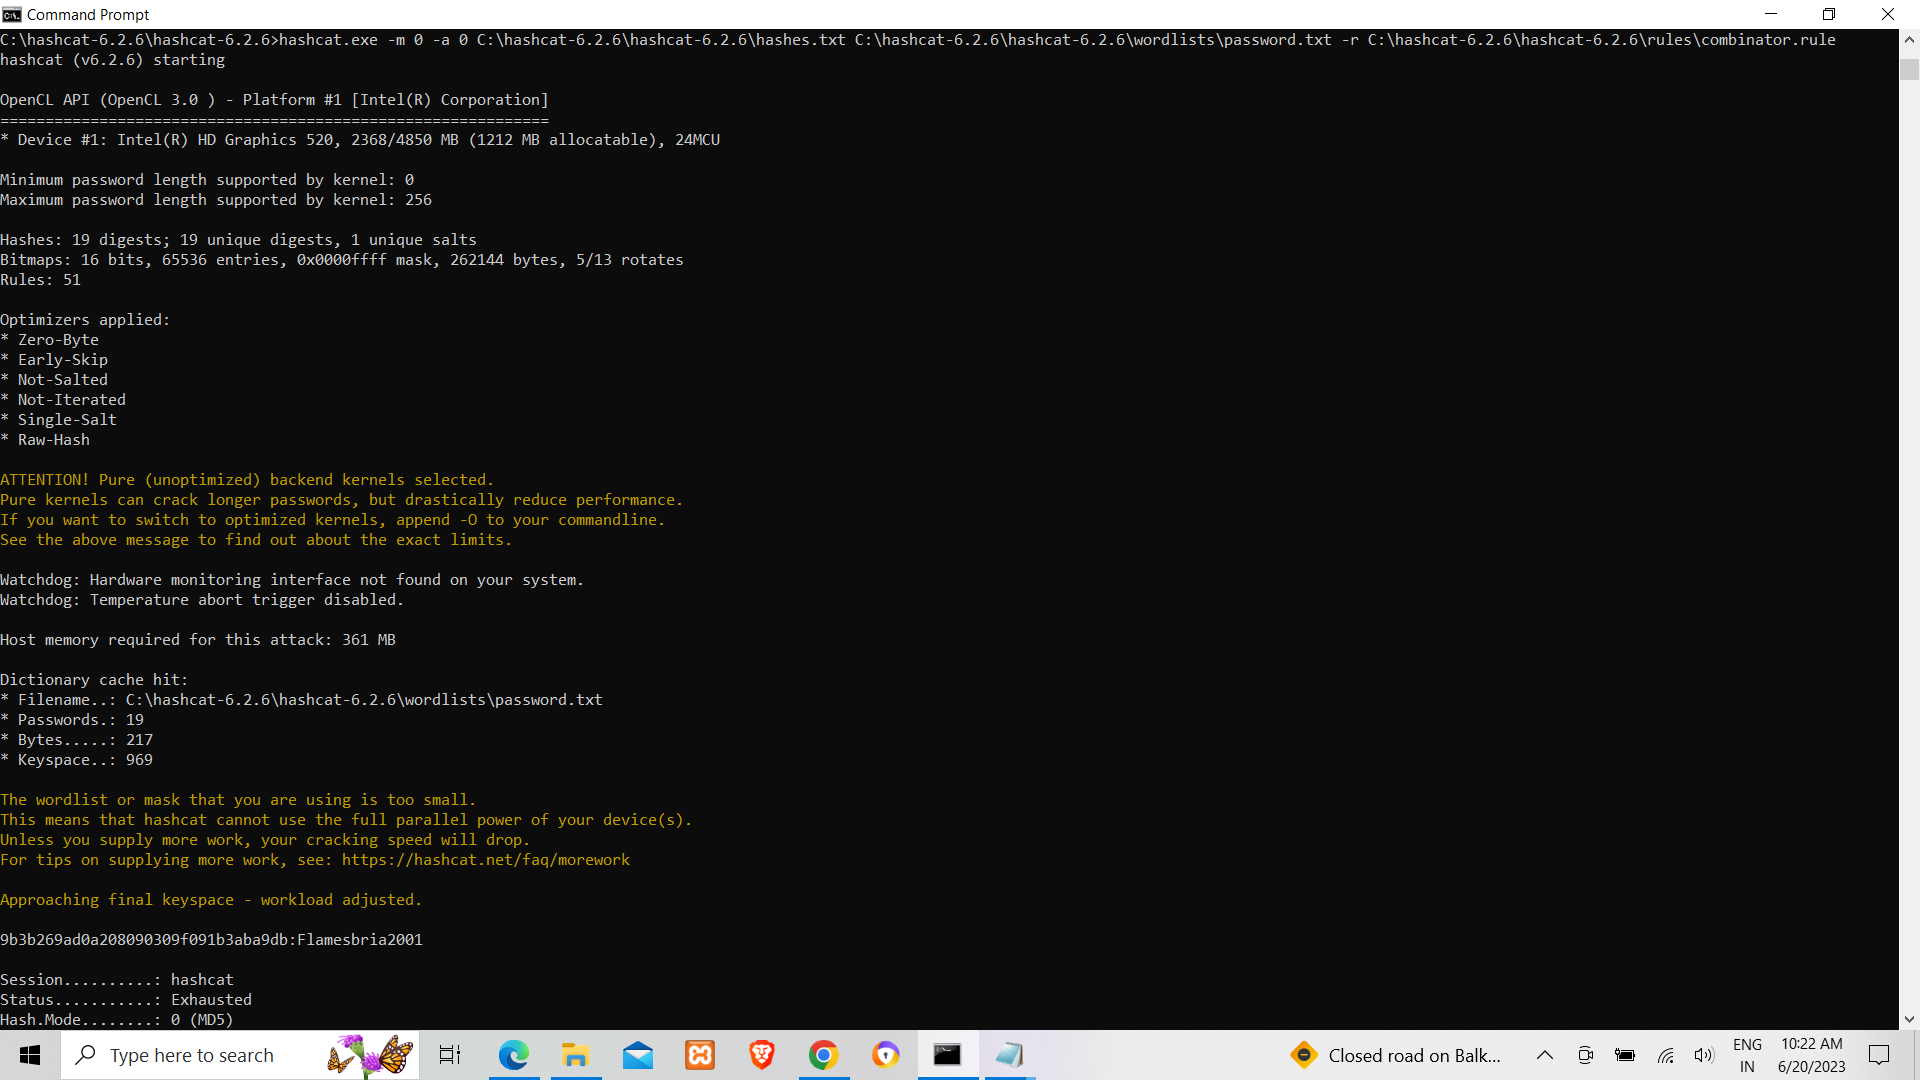 Command Prompt
C:\hashcat-6.2.6\hashcat-6.2.6>hashcat.exe -m 0 -a 0 C:\hashcat-6.2.6\hashcat-6.2.6\hashes.txt C:\hashcat-6.2.6\hashcat-6.2.6\wordlists\password.txt -r C:\hashcat-6.2.6\hashcat-6.2.6\rules\combinator.rule
hashcat (v6.2.6) starting
OpenCL API (OpenCL 3.0 ) - Platform #1 [Intel(R) Corporation]
=============================================================
* Device #1: Intel(R) HD Graphics 520, 2368/4850 MB (1212 MB allocatable), 24MCU
Minimum password length supported by kernel: 0
Maximum password length supported by kernel: 256
Hashes: 19 digests; 19 unique digests, 1 unique salts
Bitmaps: 16 bits, 65536 entries, 0x0000ffff mask, 262144 bytes, 5/13 rotates
Rules: 51
Optimizers applied:
* Zero-Byte
* Early-Skip
* Not-Salted
* Not-Iterated
* Single-Salt
* Raw-Hash
ATTENTION! Pure (unoptimized) backend kernels selected.
Pure kernels can crack longer passwords, but drastically reduce performance.
If you want to switch to optimized kernels, append -O to your commandline.
See the above message to find out about the exact limits.
Watchdog: Hardware monitoring interface not found on your system.
Watchdog: Temperature abort trigger disabled.
Host memory required for this attack: 361 MB
Dictionary cache hit:
* Filename..: C:\hashcat-6.2.6\hashcat-6.2.6\wordlists\password.txt
* Passwords.: 19
* Bytes.....: 217
* Keyspace..: 969
The wordlist or mask that you are using is too small.
This means that hashcat cannot use the full parallel power of your device(s).
Unless you supply more work, your cracking speed will drop.
For tips on supplying more work, see: https://hashcat.net/faq/morework
Approaching final keyspace - workload adjusted.
9b3b269ad0a208090309f091b3aba9db:Flamesbria2001
Session..........: hashcat
Status...........: Exhausted
Hash.Mode........: 0 (MD5)
Type here to search
Closed road on Balk...
ENG
IN
10:22 AM
6/20/2023